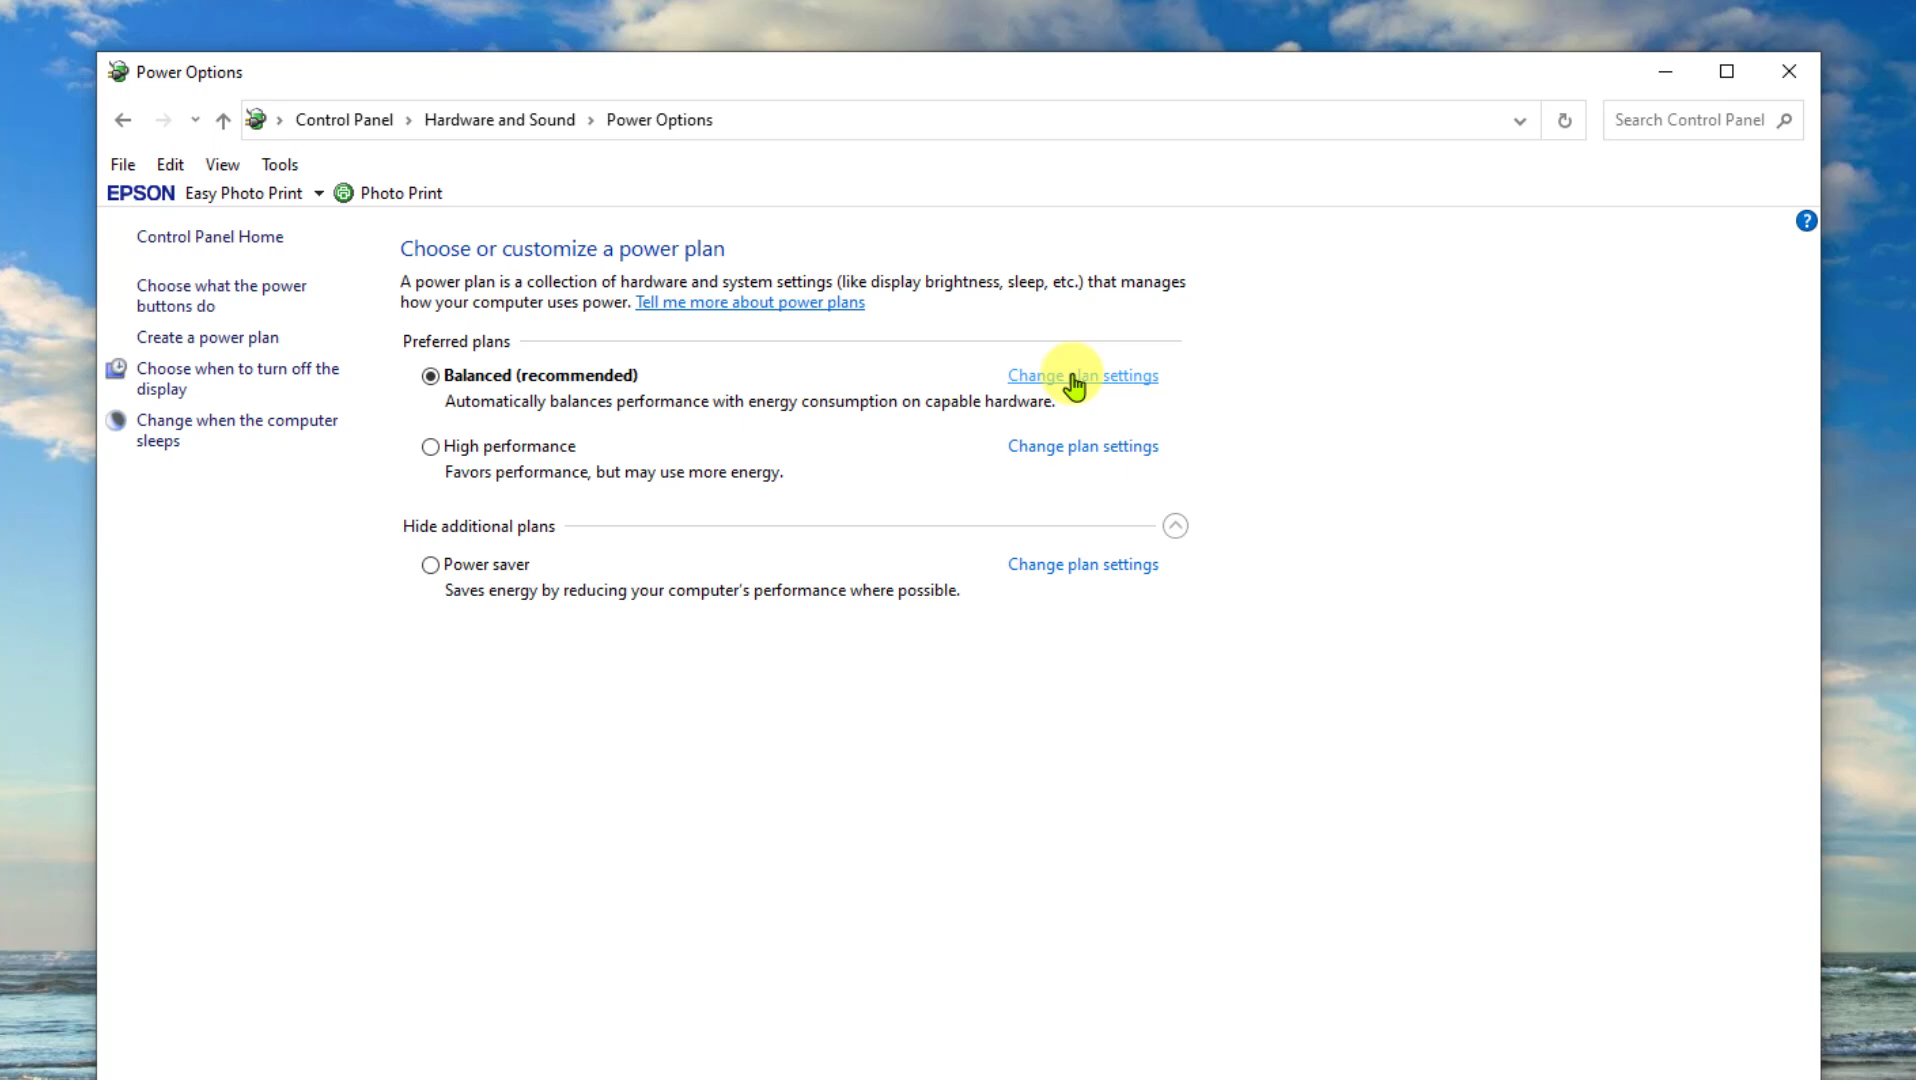 Power Options
Control Panel > Hardware and Sound > Power Options
Search Control Panel
File Edit View Tools
EPSON Easy Photo Print Photo Print
?
Control Panel Home
Choose what the power
buttons do
Create a power plan
Choose when to turn off the
display
Change when the computer
sleeps
Choose or customize a power plan
A power plan is a collection of hardware and system settings (like display brightness, sleep, etc.) that manages
how your computer uses power. Tell me more about power plans
Preferred plans
Balanced (recommended) Change plan settings
Automatically balances performance with energy consumption on capable hardware.
High performance Change plan settings
Favors performance, but may use more energy.
Hide additional plans
Power saver Change plan settings
Saves energy by reducing your computer's performance where possible.